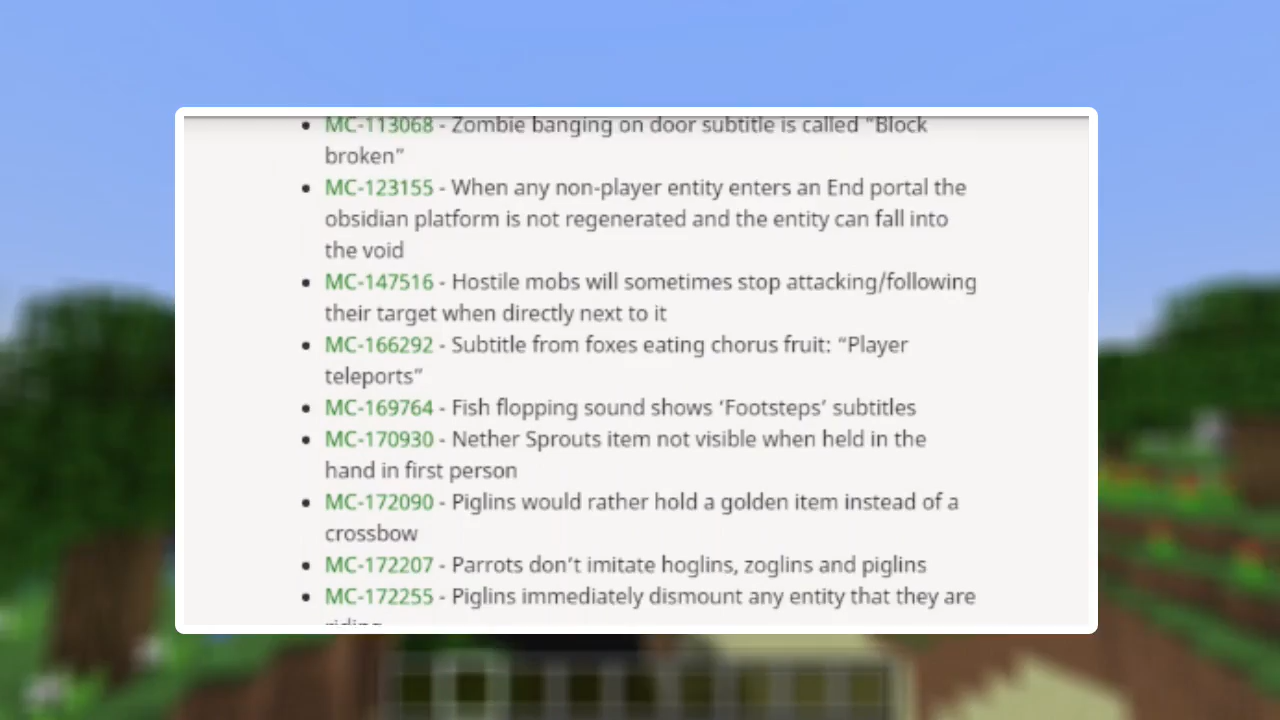 MC-113068 - Zombie banging on door subtitle is called “Block
broken”
MC-123155 - When any non-player entity enters an End portal the
obsidian platform is not regenerated and the entity can fall into
the void
MC-147516 - Hostile mobs will sometimes stop attacking/following
their target when directly next to it
MC-166292 - Subtitle from foxes eating chorus fruit: “Player
teleports”
MC-169764 - Fish flopping sound shows ‘Footsteps’ subtitles
MC-170930 - Nether Sprouts item not visible when held in the
hand in first person
MC-172090 - Piglins would rather hold a golden item instead of a
crossbow
MC-172207 - Parrots don’t imitate hoglins, zoglins and piglins
MC-172255 - Piglins immediately dismount any entity that they are